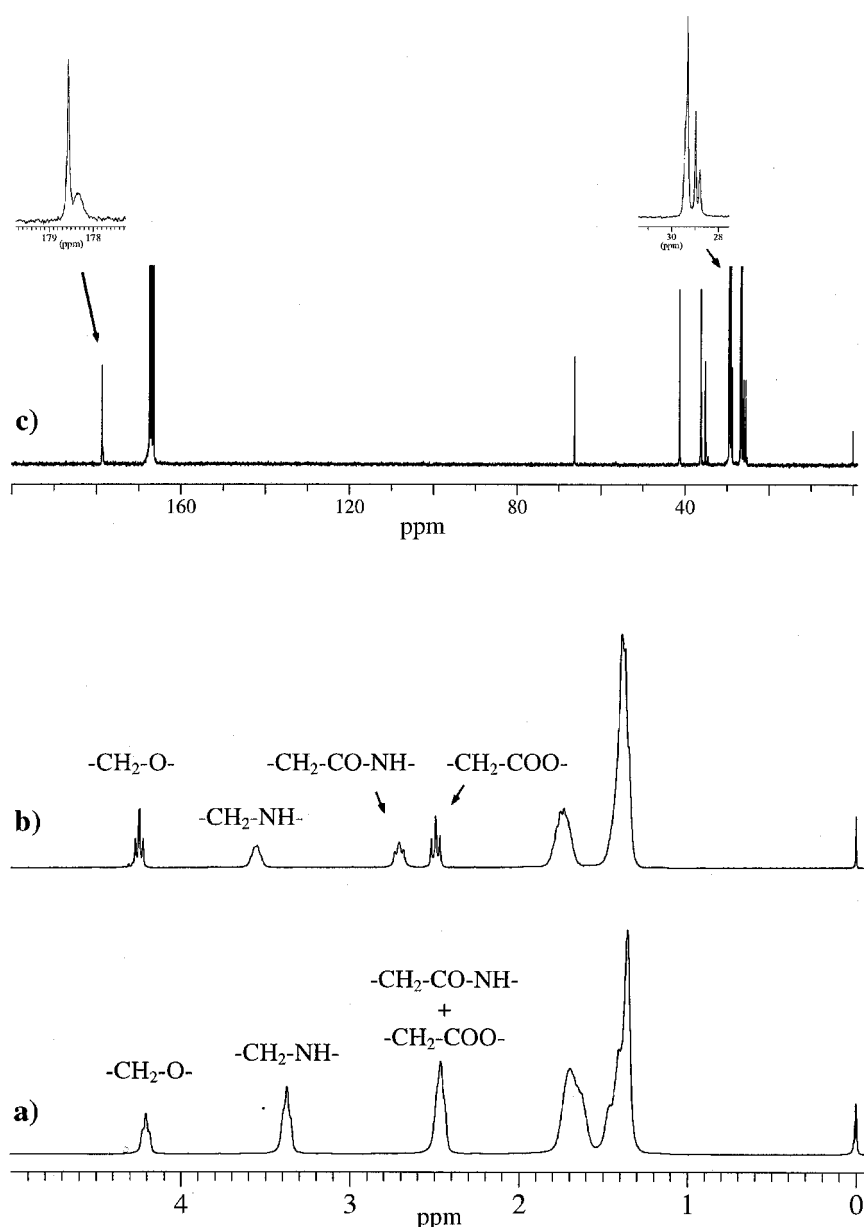 179 178
(ppm)
30 28
(ppm)
c)
160 120 80 40
ppm
-CH₂-O-
-CH₂-CO-NH-
-CH₂-COO-
-CH₂-NH-
b)
-CH₂-CO-NH-
+
-CH₂-COO-
-CH₂-NH-
-CH₂-O-
a)
4 3 2 1 0
ppm